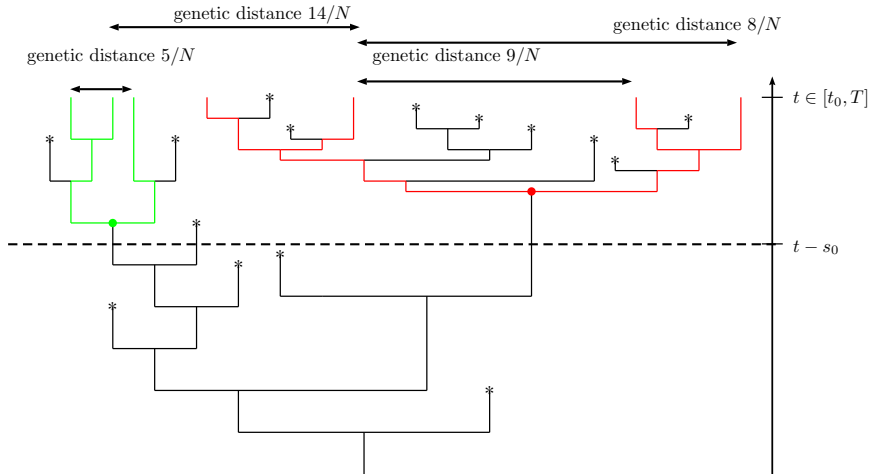 genetic distance 14/N
genetic distance 8/N
genetic distance 5/N
genetic distance 9/N
t ∈ [t₀, T]
t − s₀
* * * * * * * * * * * * * * *